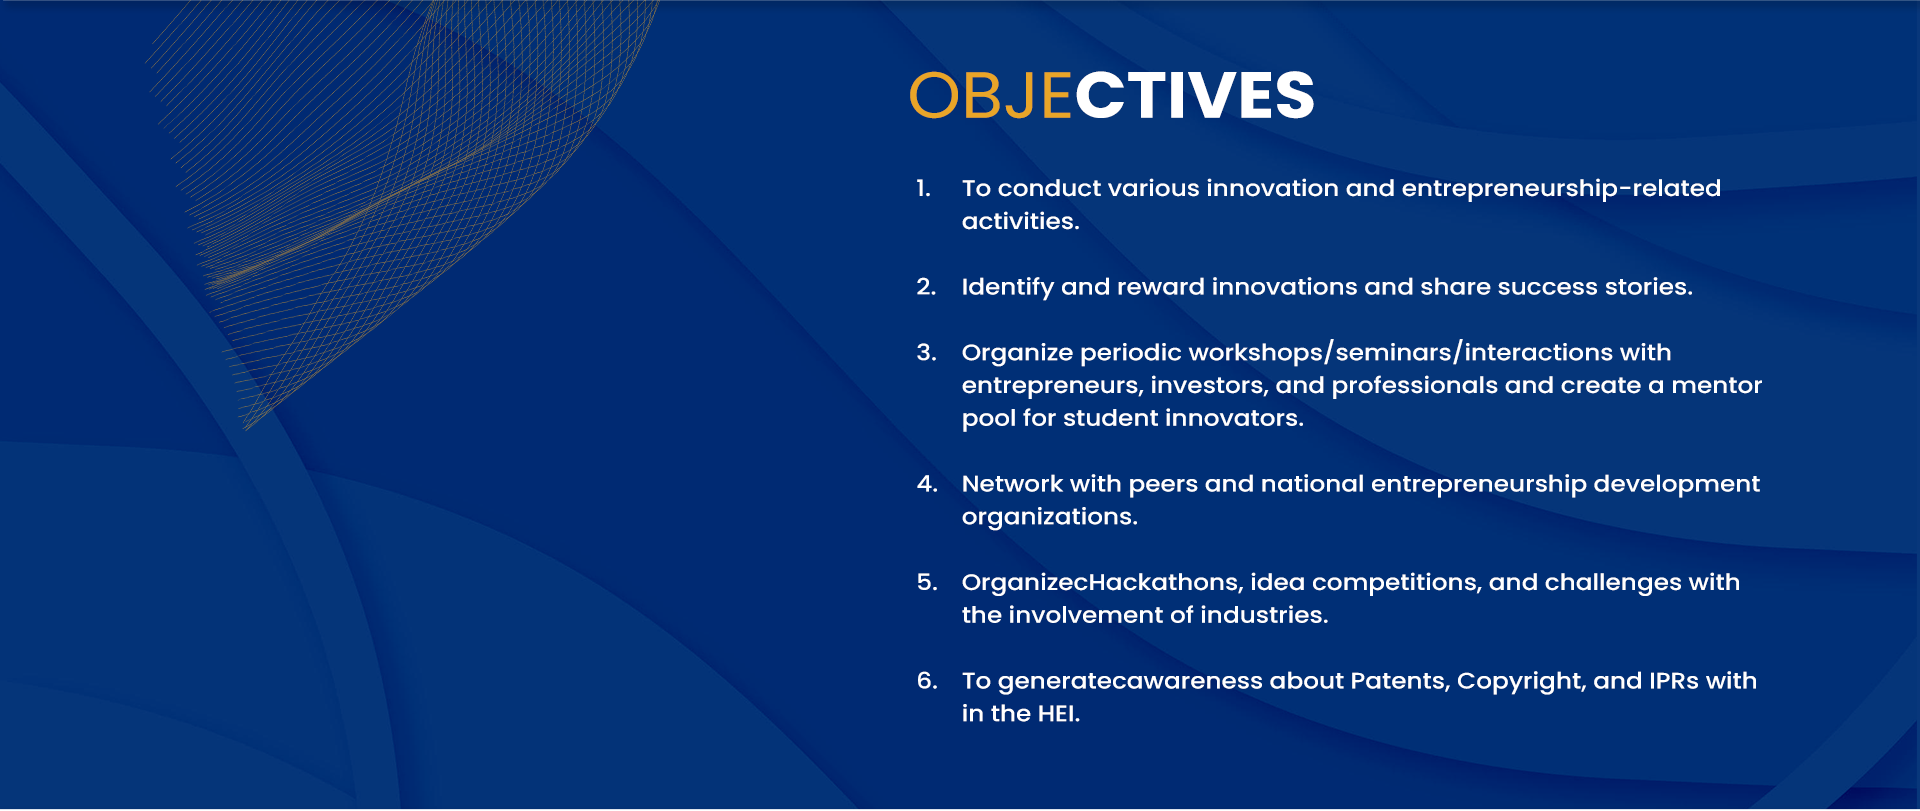 OBJECTIVES
1. To conduct various innovation and entrepreneurship-related
activities.
2. Identify and reward innovations and share success stories.
3. Organize periodic workshops/seminars/interactions with
entrepreneurs, investors, and professionals and create a mentor
pool for student innovators.
4. Network with peers and national entrepreneurship development
organizations.
5. OrganizecHackathons, idea competitions, and challenges with
the involvement of industries.
6. To generatecawareness about Patents, Copyright, and IPRs with
in the HEI.